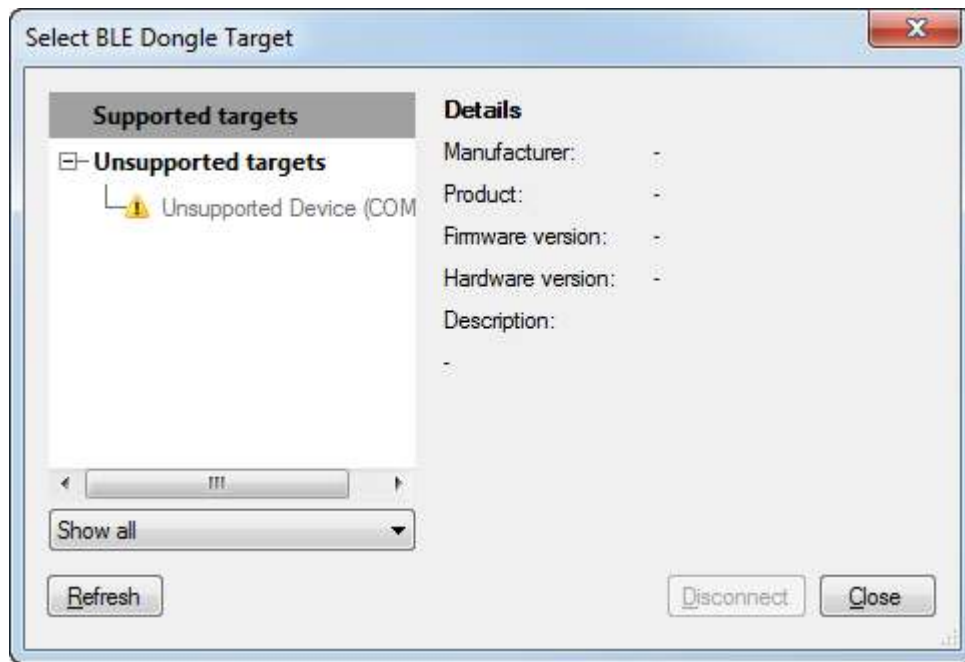 Select BLE Dongle Target
Supported targets
Unsupported targets
Unsupported Device (COM
Show all
Refresh
Details
Manufacturer: -
Product: -
Firmware version: -
Hardware version: -
Description:
-
Disconnect
Close